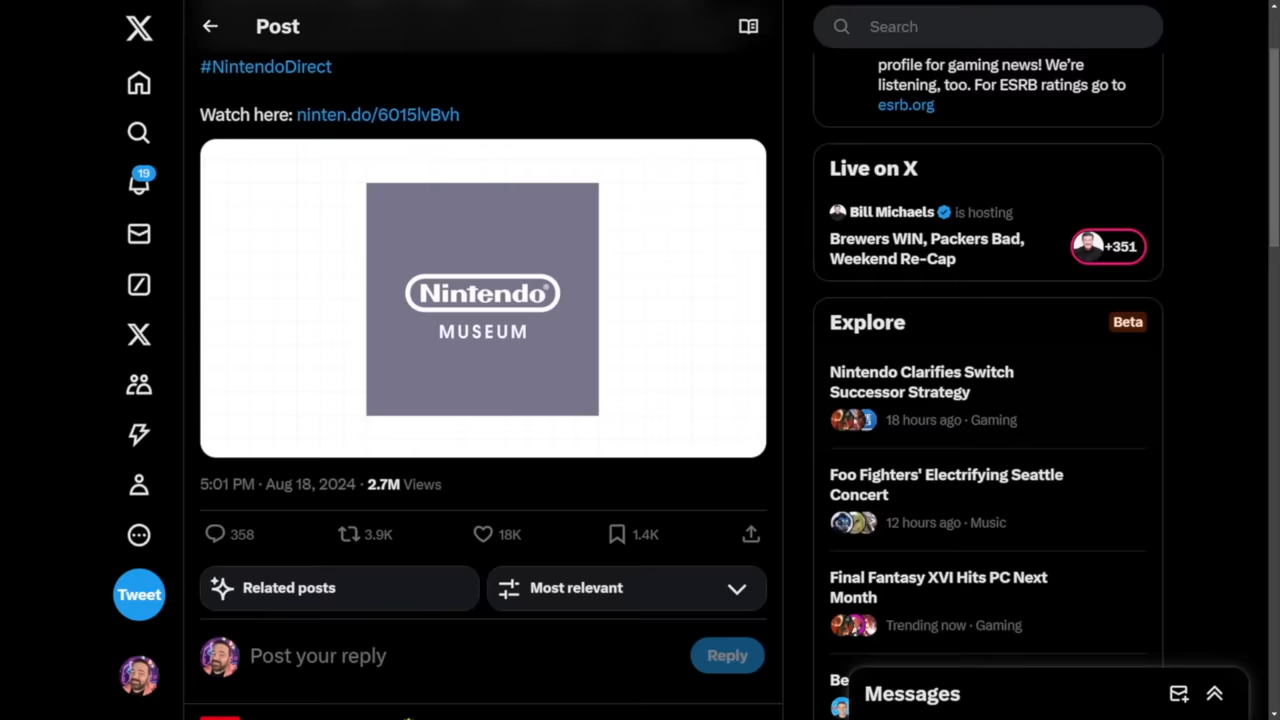 Post
#NintendoDirect
Watch here: ninten.do/6015lvBvh
Nintendo®
MUSEUM
5:01 PM · Aug 18, 2024 · 2.7M Views
358
3.9K
18K
1.4K
Related posts
Most relevant
Post your reply
Reply
19
Tweet
Search
profile for gaming news! We're
listening, too. For ESRB ratings go to
esrb.org
Live on X
Bill Michaels is hosting
Brewers WIN, Packers Bad,
Weekend Re-Cap
+351
Explore
Beta
Nintendo Clarifies Switch
Successor Strategy
18 hours ago · Gaming
Foo Fighters' Electrifying Seattle
Concert
12 hours ago · Music
Final Fantasy XVI Hits PC Next
Month
Trending now · Gaming
Be
Messages